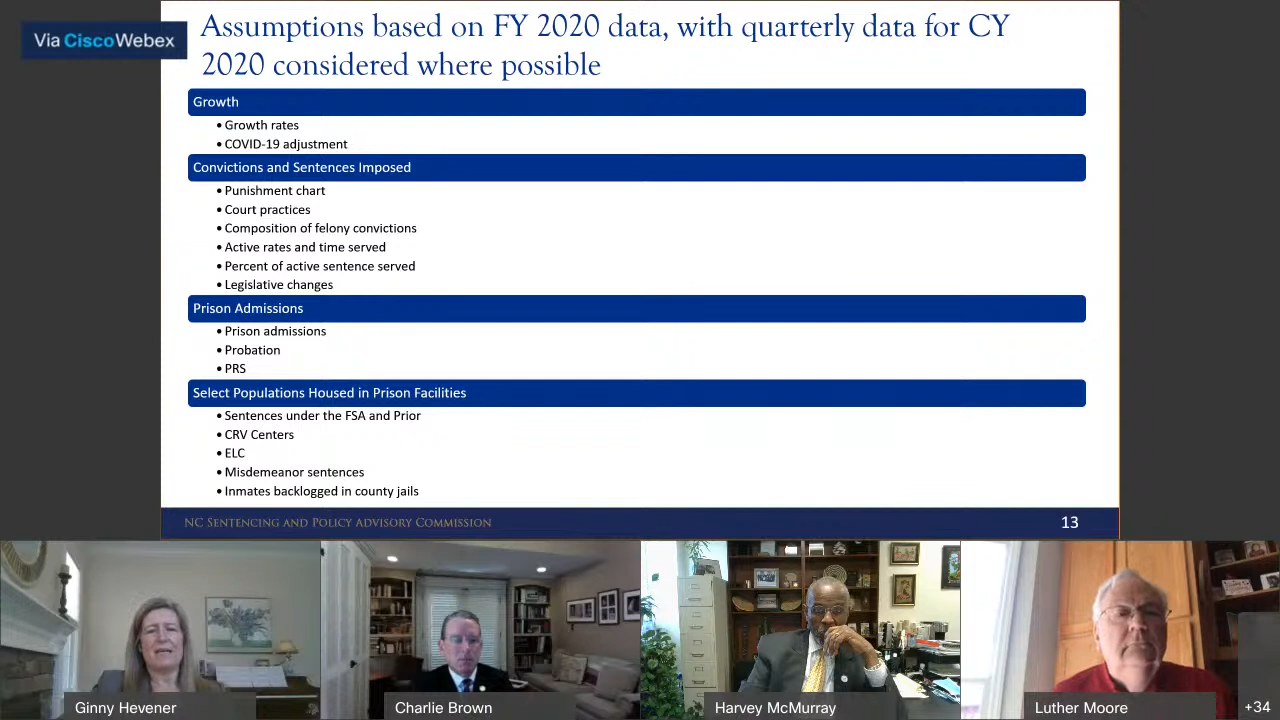 Via CiscoWebex
Assumptions based on FY 2020 data, with quarterly data for CY
2020 considered where possible
Growth
• Growth rates
• COVID-19 adjustment
Convictions and Sentences Imposed
• Punishment chart
• Court practices
• Composition of felony convictions
• Active rates and time served
• Percent of active sentence served
• Legislative changes
Prison Admissions
• Prison admissions
• Probation
• PRS
Select Populations Housed in Prison Facilities
• Sentences under the FSA and Prior
• CRV Centers
• ELC
• Misdemeanor sentences
• Inmates backlogged in county jails
NC Sentencing and Policy Advisory Commission
13
Ginny Hevener
Charlie Brown
Harvey McMurray
Luther Moore
+34